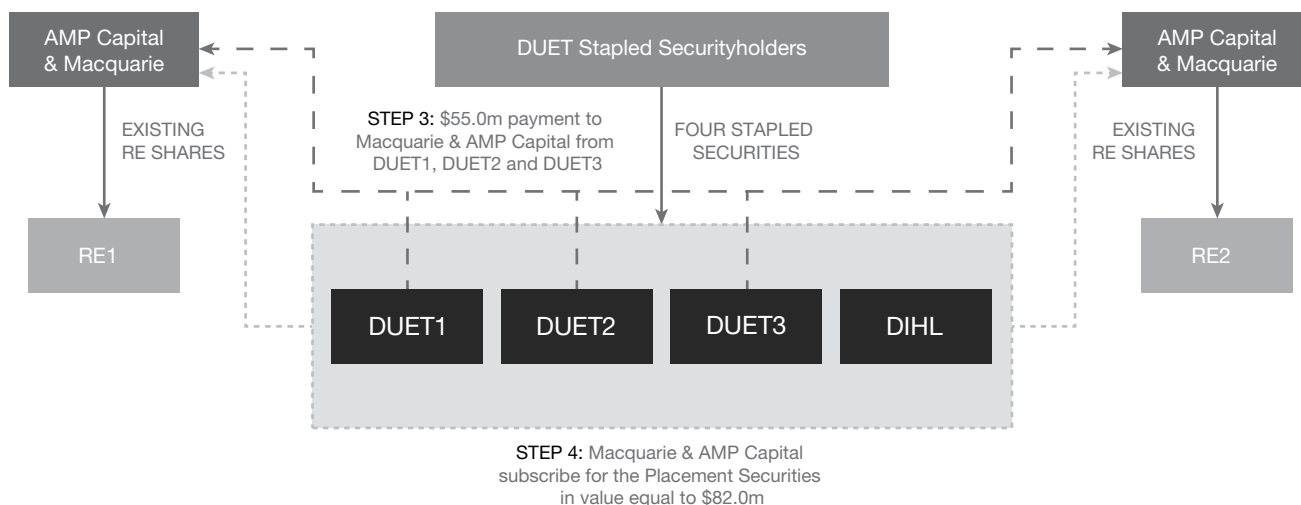 AMP Capital
& Macquarie
DUET Stapled Securityholders
AMP Capital
& Macquarie
EXISTING
RE SHARES
STEP 3: $55.0m payment to
Macquarie & AMP Capital from
DUET1, DUET2 and DUET3
FOUR STAPLED
SECURITIES
EXISTING
RE SHARES
RE1
RE2
DUET1
DUET2
DUET3
DIHL
STEP 4: Macquarie & AMP Capital
subscribe for the Placement Securities
in value equal to $82.0m